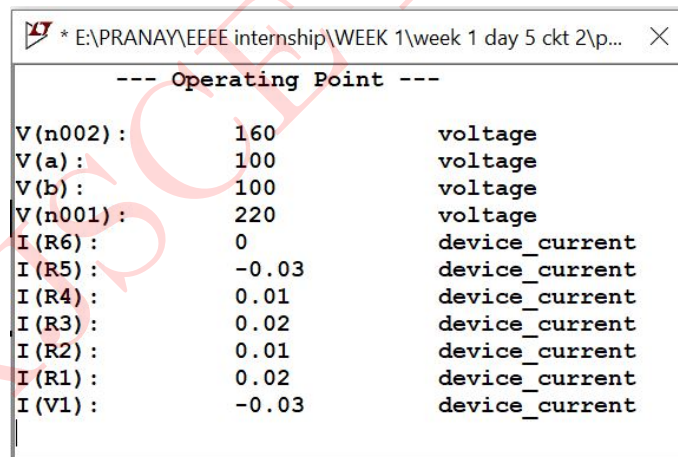 * E:\PRANAY\EEEE internship\WEEK 1\week 1 day 5 ckt 2\p...
--- Operating Point ---
V(n002): 160 voltage
V(a): 100 voltage
V(b): 100 voltage
V(n001): 220 voltage
I(R6): 0 device_current
I(R5): -0.03 device_current
I(R4): 0.01 device_current
I(R3): 0.02 device_current
I(R2): 0.01 device_current
I(R1): 0.02 device_current
I(V1): -0.03 device_current